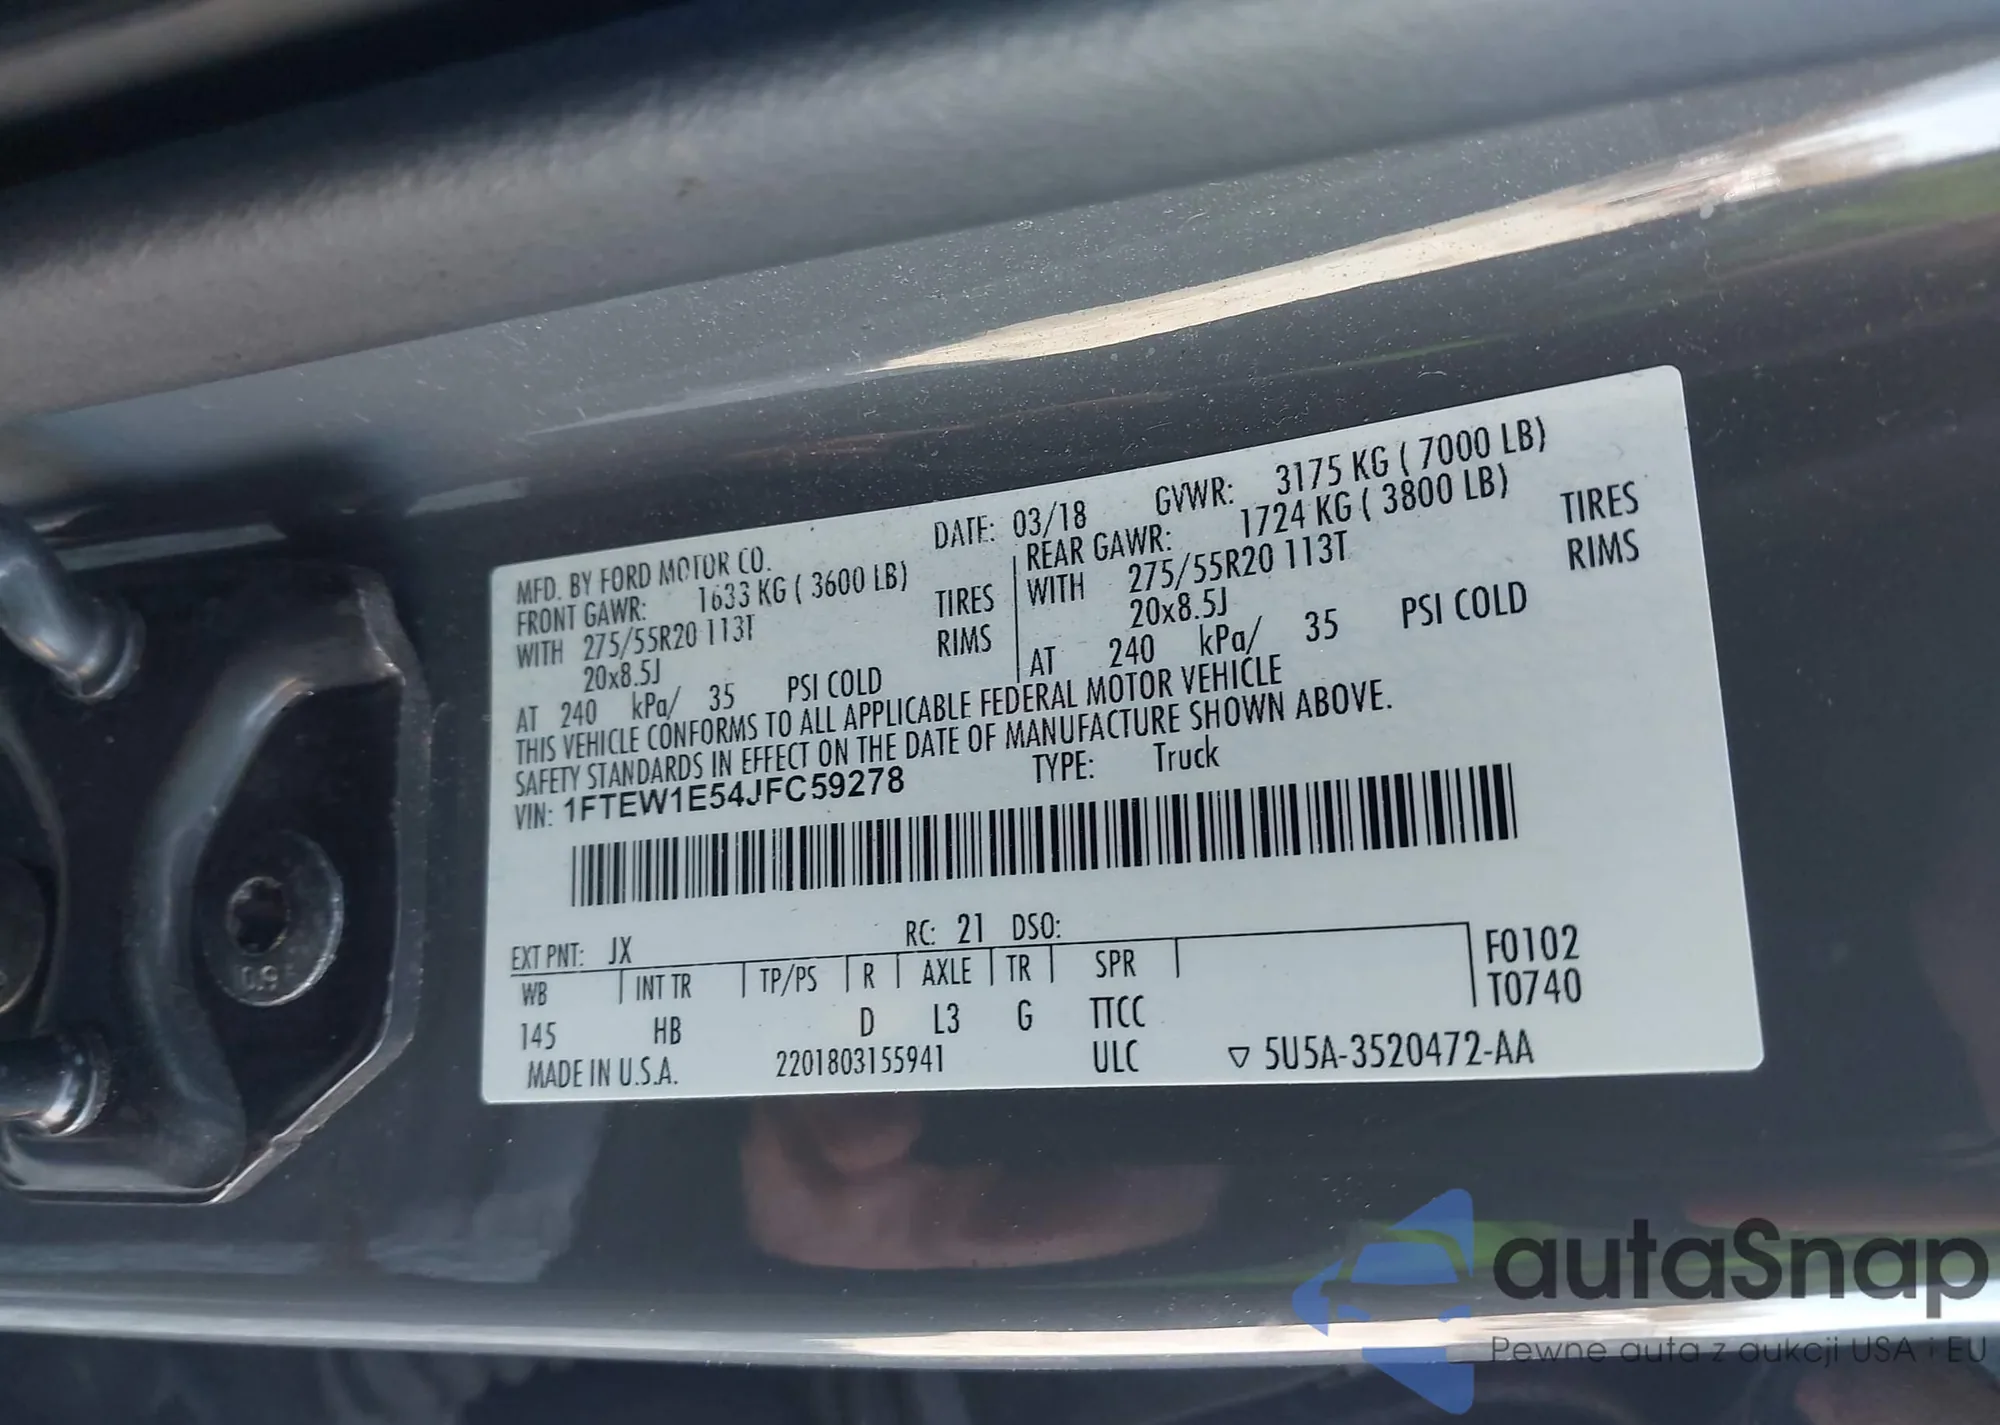 MFD. BY FORD MOTOR CO. DATE: 03/18 GVWR: 3175 KG ( 7000 LB)
FRONT GAWR: 1633 KG ( 3600 LB) REAR GAWR: 1724 KG ( 3800 LB)
WITH 275/55R20 113T TIRES WITH 275/55R20 113T TIRES
20x8.5J RIMS 20x8.5J RIMS
AT 240 kPa/ 35 PSI COLD AT 240 kPa/ 35 PSI COLD
THIS VEHICLE CONFORMS TO ALL APPLICABLE FEDERAL MOTOR VEHICLE
SAFETY STANDARDS IN EFFECT ON THE DATE OF MANUFACTURE SHOWN ABOVE.
VIN: 1FTEW1E54JFC59278 TYPE: Truck
EXT PNT: JX RC: 21 DSO:
WB INT TR TP/PS R AXLE TR SPR F0102
145 HB D L3 G TTCC T0740
MADE IN U.S.A. 2201803155941 ULC ▽ 5U5A-3520472-AA
autaSnap
Pewne auta z aukcji USA i EU